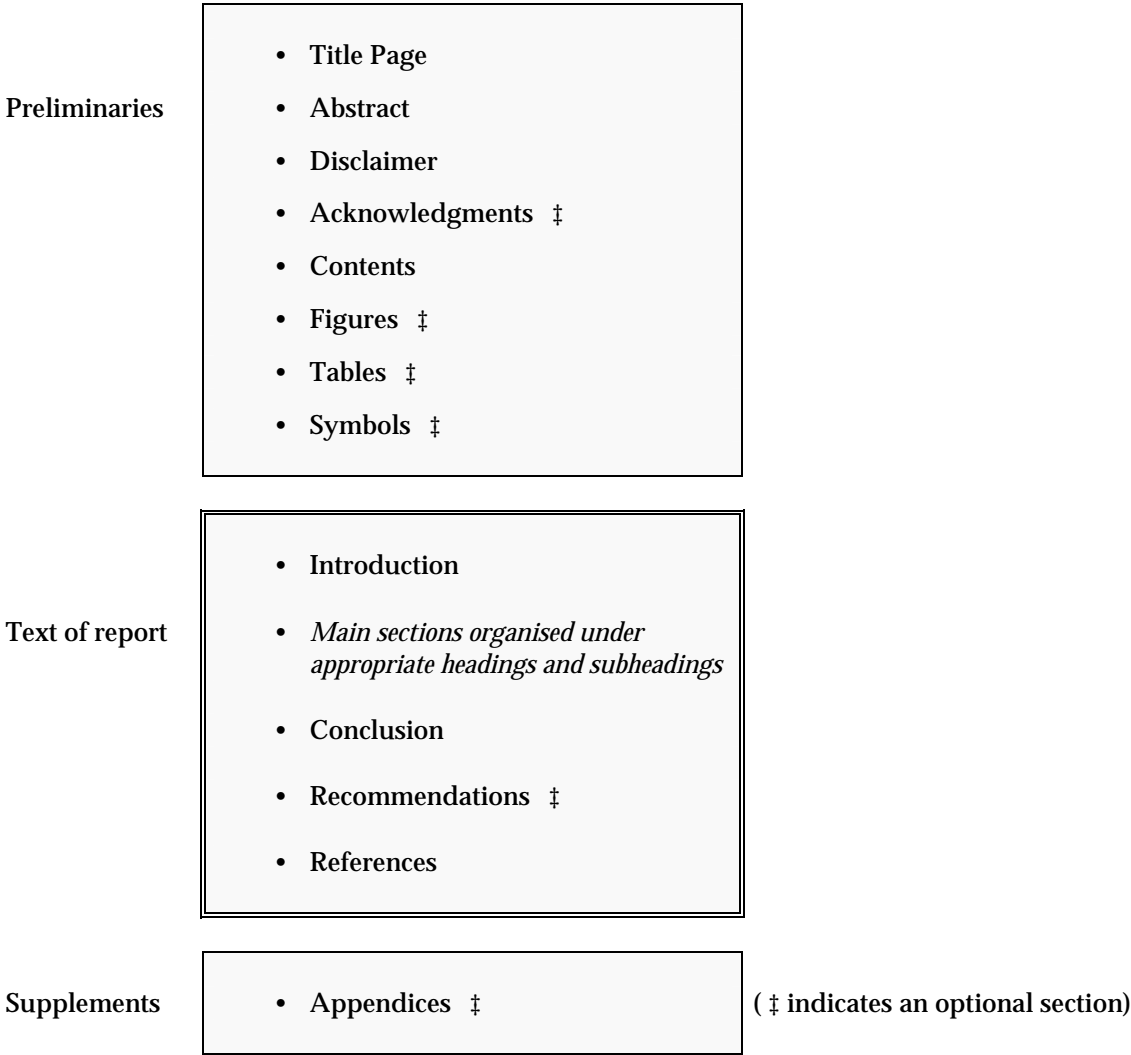 • Title Page
Preliminaries • Abstract
• Disclaimer
• Acknowledgments ‡
• Contents
• Figures ‡
• Tables ‡
• Symbols ‡
• Introduction
Text of report • Main sections organised under
appropriate headings and subheadings
• Conclusion
• Recommendations ‡
• References
Supplements • Appendices ‡ ( ‡ indicates an optional section)